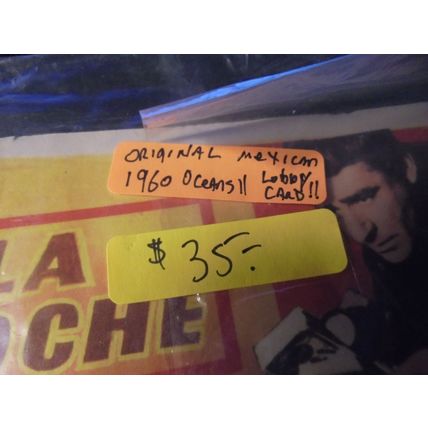 ORIGINAL MEXICAN
1960 OCEANS 11 LOBBY
CARD!!
$35-
LA
OCHE